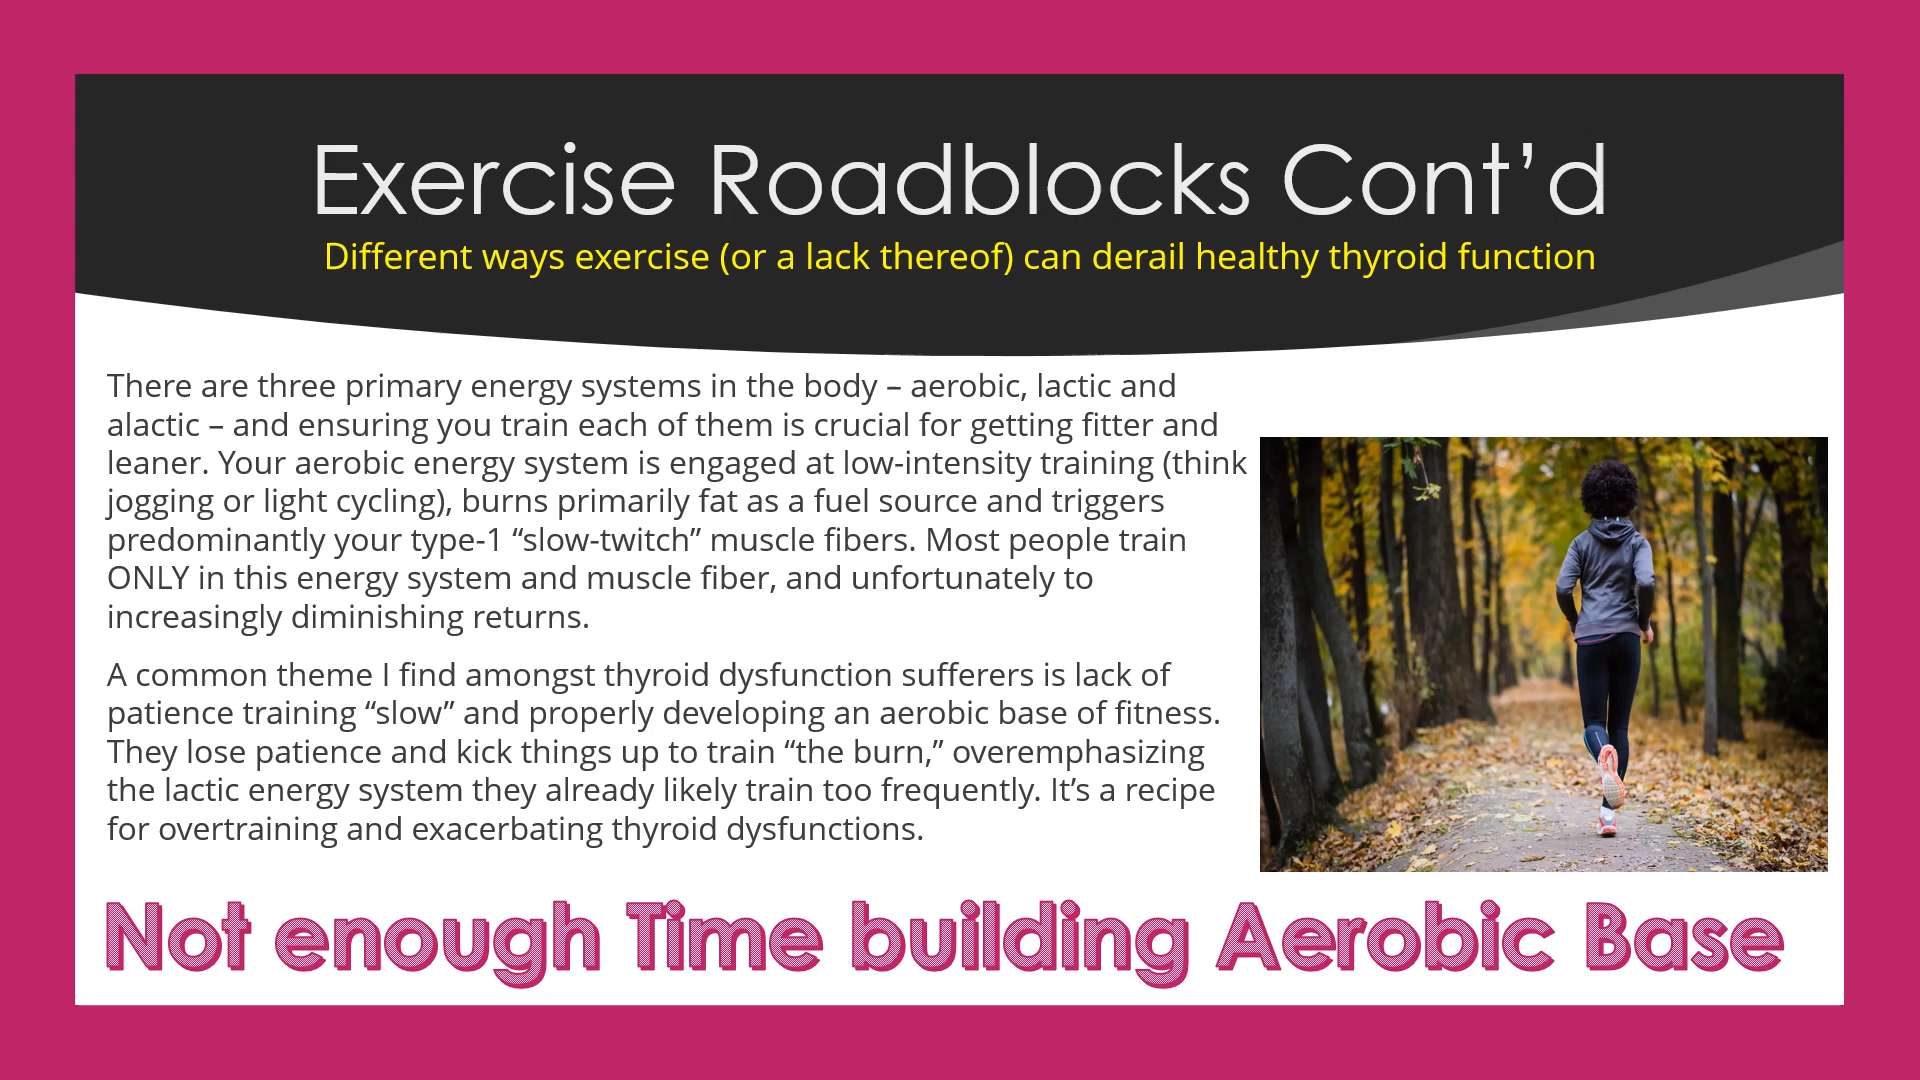 Exercise Roadblocks Cont’d
Different ways exercise (or a lack thereof) can derail healthy thyroid function
There are three primary energy systems in the body – aerobic, lactic and
alactic – and ensuring you train each of them is crucial for getting fitter and
leaner. Your aerobic energy system is engaged at low-intensity training (think
jogging or light cycling), burns primarily fat as a fuel source and triggers
predominantly your type-1 “slow-twitch” muscle fibers. Most people train
ONLY in this energy system and muscle fiber, and unfortunately to
increasingly diminishing returns.
A common theme I find amongst thyroid dysfunction sufferers is lack of
patience training “slow” and properly developing an aerobic base of fitness.
They lose patience and kick things up to train “the burn,” overemphasizing
the lactic energy system they already likely train too frequently. It’s a recipe
for overtraining and exacerbating thyroid dysfunctions.
Not enough Time building Aerobic Base